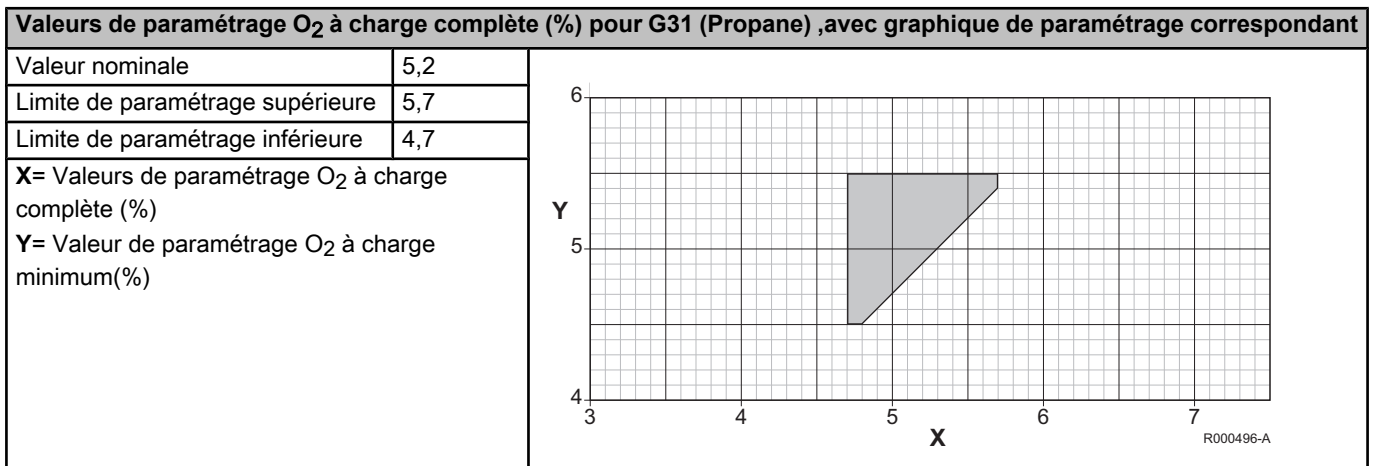 Valeurs de paramétrage O2 à charge complète (%) pour G31 (Propane) ,avec graphique de paramétrage correspondant
Valeur nominale 5,2
Limite de paramétrage supérieure 5,7
Limite de paramétrage inférieure 4,7
X= Valeurs de paramétrage O2 à charge
complète (%)
Y= Valeur de paramétrage O2 à charge
minimum(%)
6
Y
5
4
3 4 5 6 7
X
R000496-A